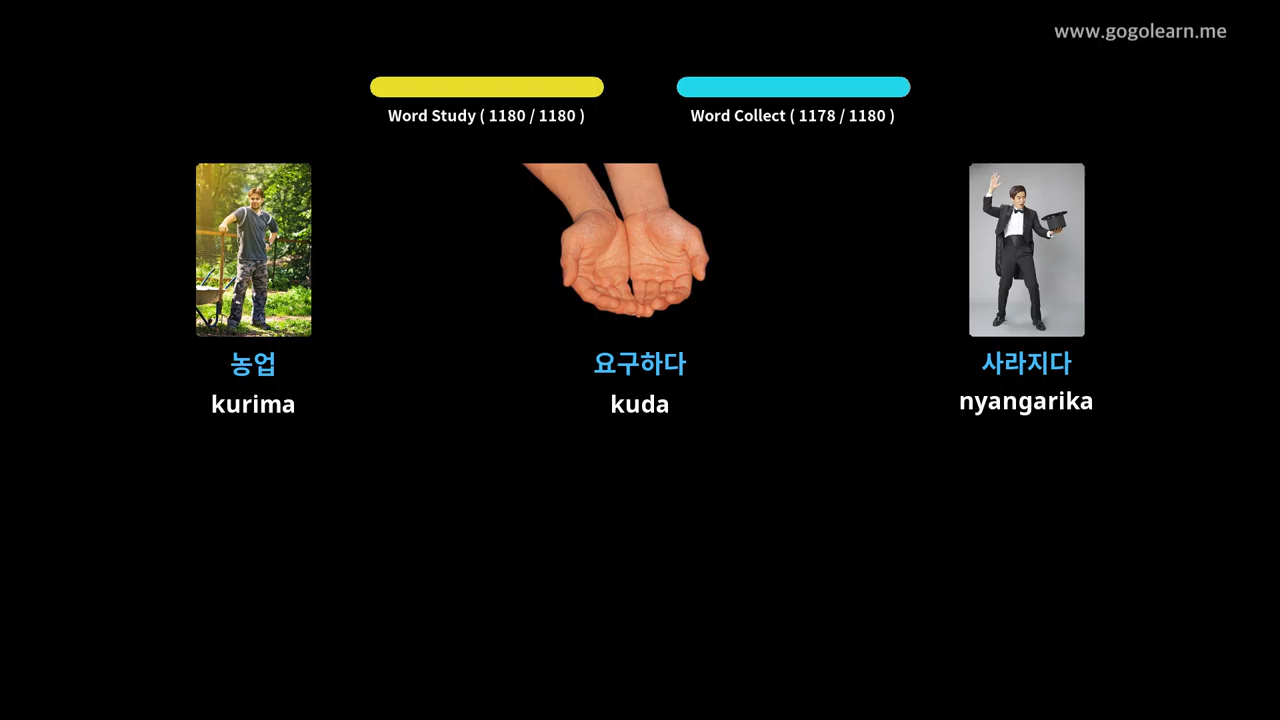 www.gogolearn.me
Word Study ( 1180 / 1180 )
Word Collect ( 1178 / 1180 )
농업
요구하다
사라지다
kurima
kuda
nyangarika